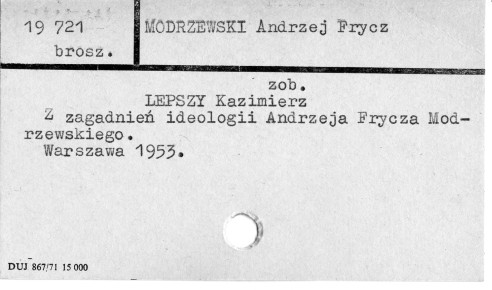 19 721
brosz.
MODRZEWSKI Andrzej Frycz
zob.
LEPSZY Kazimierz
Z zagadnień ideologii Andrzeja Frycza Mod-
rzewskiego.
Warszawa 1953.
DUJ 867/71 15 000